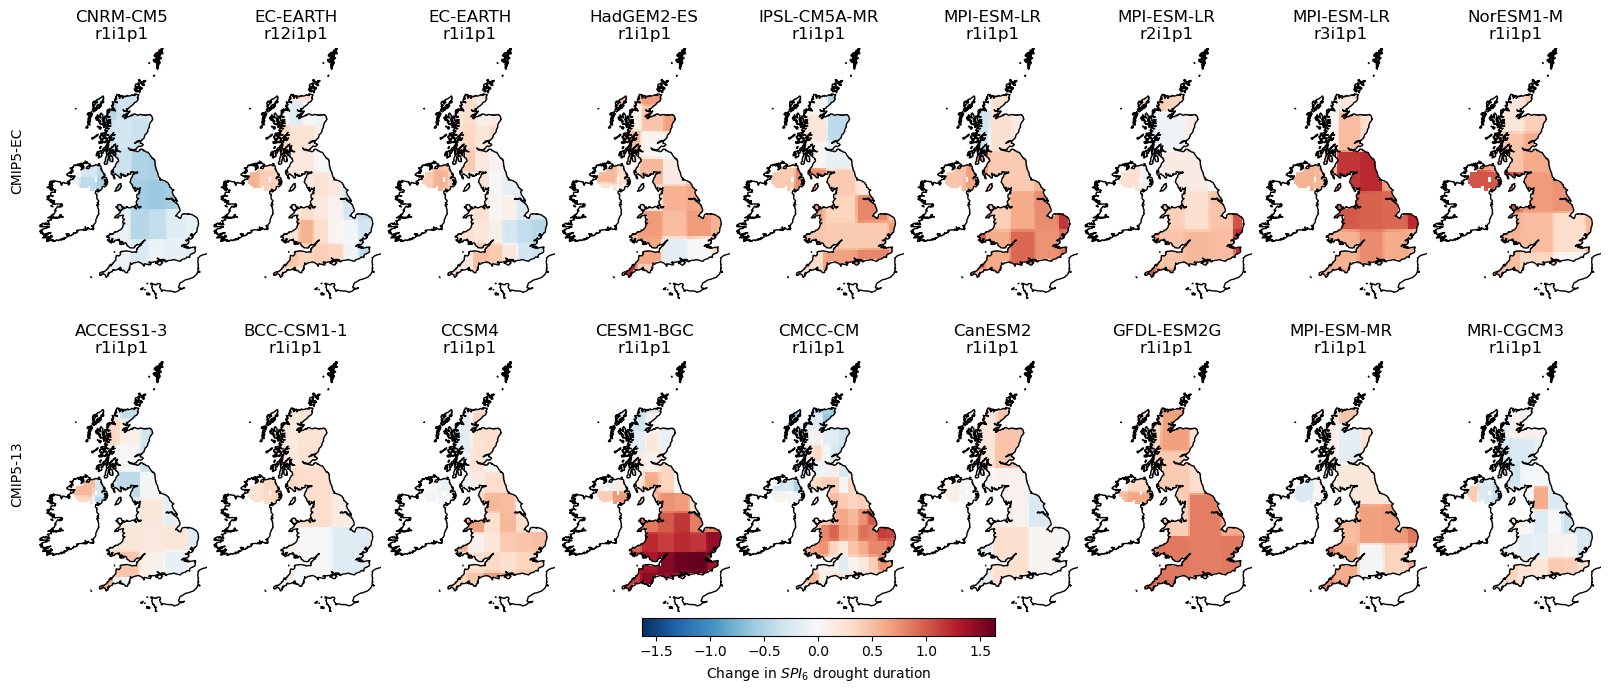 CNRM-CM5 EC-EARTH EC-EARTH HadGEM2-ES IPSL-CM5A-MR MPI-ESM-LR MPI-ESM-LR MPI-ESM-LR NorESM1-M
r1i1p1 r12i1p1 r1i1p1 r1i1p1 r1i1p1 r1i1p1 r2i1p1 r3i1p1 r1i1p1
CMIP5-EC
ACCESS1-3 BCC-CSM1-1 CCSM4 CESM1-BGC CMCC-CM CanESM2 GFDL-ESM2G MPI-ESM-MR MRI-CGCM3
r1i1p1 r1i1p1 r1i1p1 r1i1p1 r1i1p1 r1i1p1 r1i1p1 r1i1p1 r1i1p1
CMIP5-13
−1.5 −1.0 −0.5 0.0 0.5 1.0 1.5
Change in SPI₆ drought duration